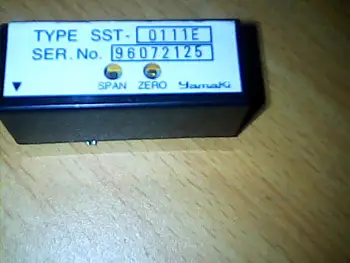 TYPE SST- 0111E
SER. No. 96072125
SPAN ZERO yamaki